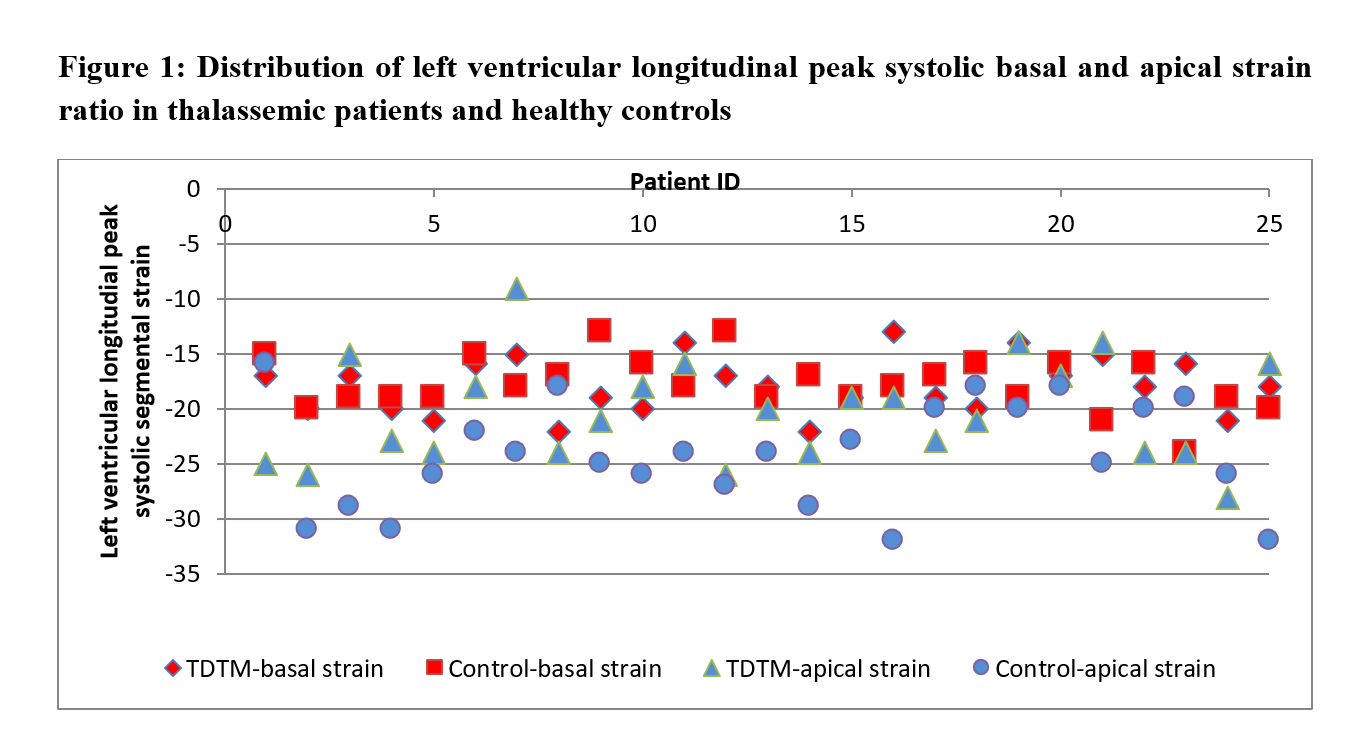 Figure 1: Distribution of left ventricular longitudinal peak systolic basal and apical strain
ratio in thalassemic patients and healthy controls
Patient ID
0
0 5 10 15 20 25
-5
-10
-15
-20
-25
-30
-35
Left ventricular longitudial peak
systolic segmental strain
TDTM-basal strain Control-basal strain TDTM-apical strain Control-apical strain